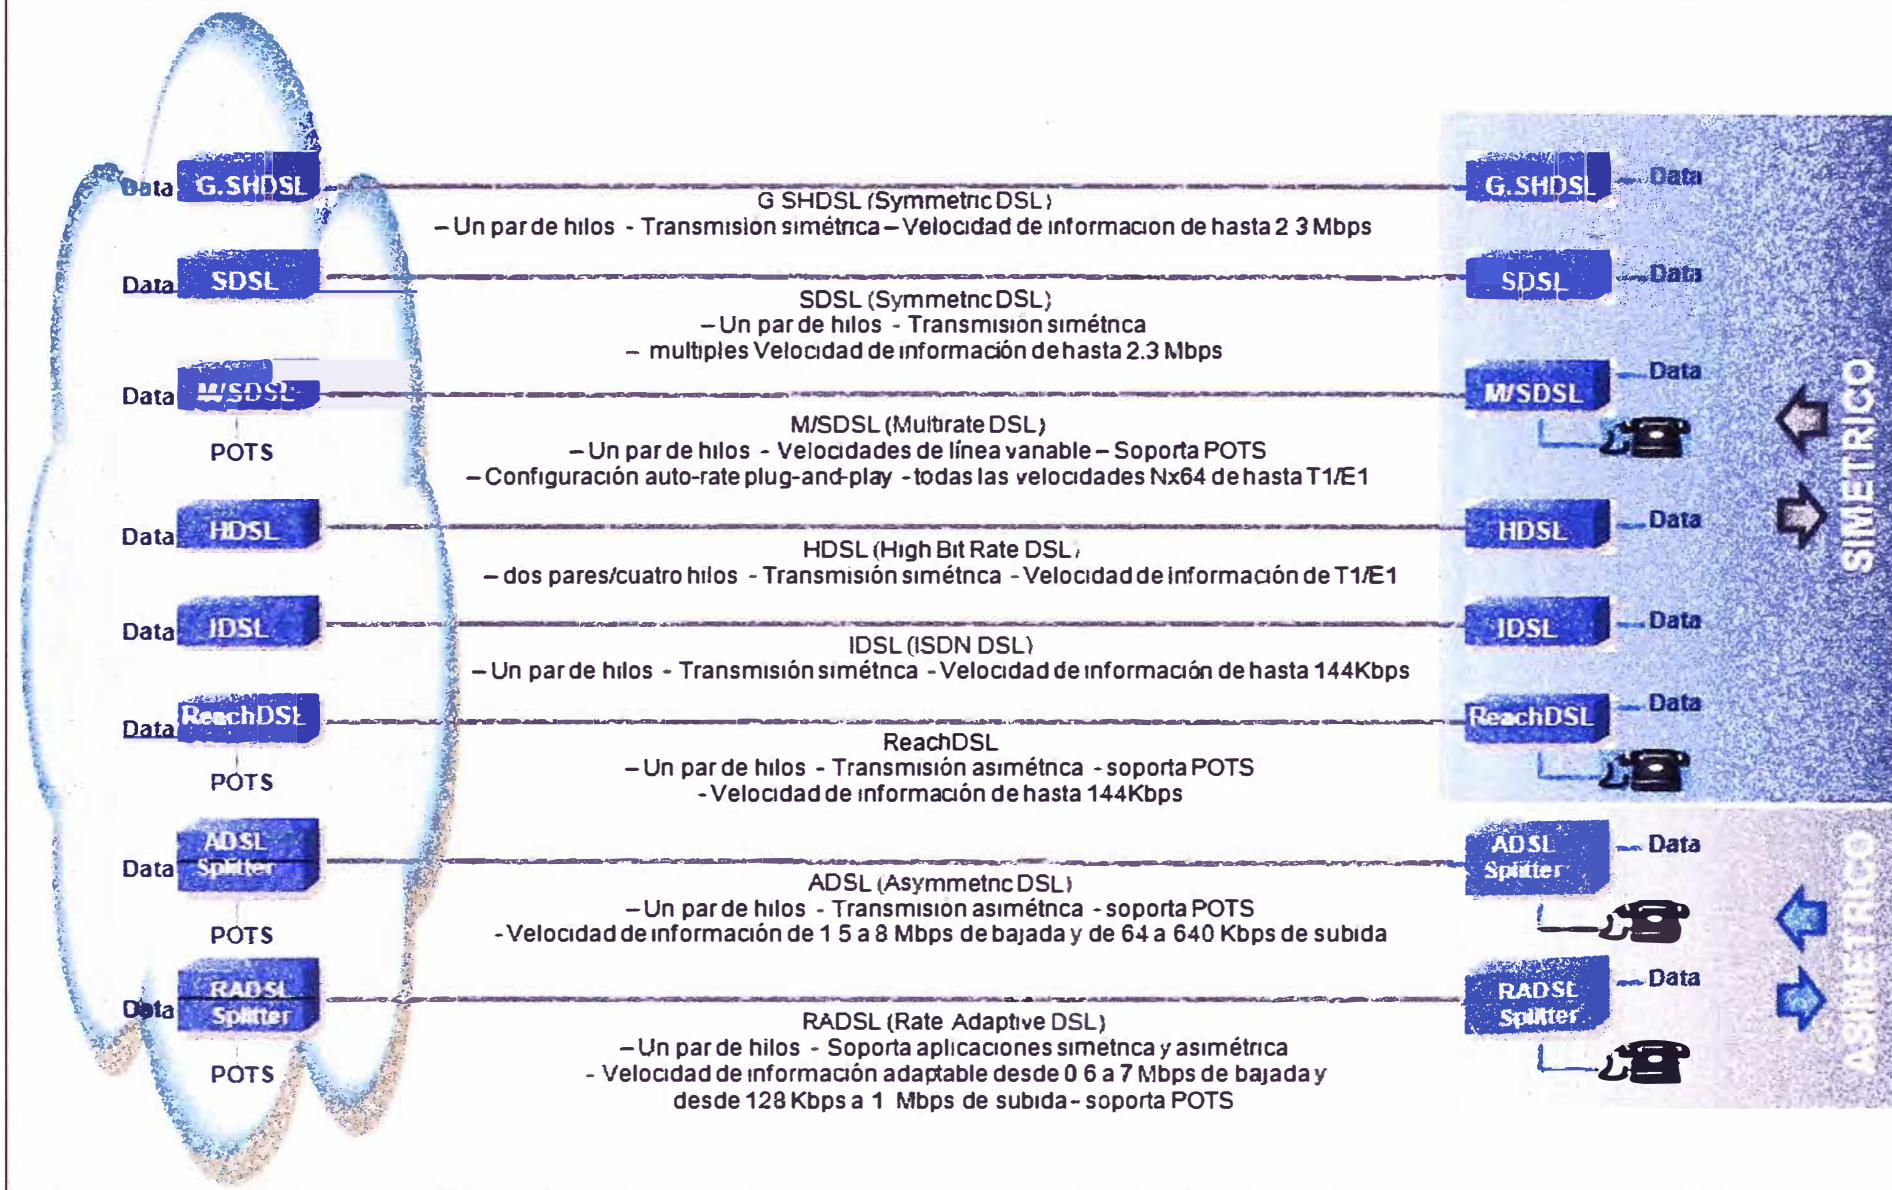 Data G.SHDSL G.SHDSL Data
G SHDSL (Symmetric DSL)
– Un par de hilos - Transmisión simétrica – Velocidad de informacion de hasta 2 3 Mbps
Data SDSL SDSL Data
SDSL (Symmetric DSL)
– Un par de hilos - Transmisión simétrica
– multiples Velocidad de información de hasta 2.3 Mbps
Data M/SDSL M/SDSL Data
POTS
M/SDSL (Multirate DSL)
– Un par de hilos - Velocidades de línea variable – Soporta POTS
– Configuración auto-rate plug-and-play - todas las velocidades Nx64 de hasta T1/E1
Data HDSL HDSL Data
HDSL (High Bit Rate DSL)
– dos pares/cuatro hilos - Transmisión simétrica - Velocidad de información de T1/E1
Data IDSL IDSL Data
IDSL (ISDN DSL)
– Un par de hilos - Transmisión simétrica - Velocidad de información de hasta 144Kbps
Data ReachDSL ReachDSL Data
POTS
ReachDSL
– Un par de hilos - Transmisión asimétrica - soporta POTS
- Velocidad de información de hasta 144Kbps
SIMETRICO
Data ADSL Splitter ADSL Splitter Data
POTS
ADSL (Asymmetric DSL)
– Un par de hilos - Transmision asimétrica - soporta POTS
- Velocidad de información de 1 5 a 8 Mbps de bajada y de 64 a 640 Kbps de subida
Data RADSL Splitter RADSL Splitter Data
POTS
RADSL (Rate Adaptive DSL)
– Un par de hilos - Soporta aplicaciones simetrica y asimétrica
- Velocidad de información adaptable desde 0 6 a 7 Mbps de bajada y
desde 128 Kbps a 1 Mbps de subida - soporta POTS
ASIMETRICO